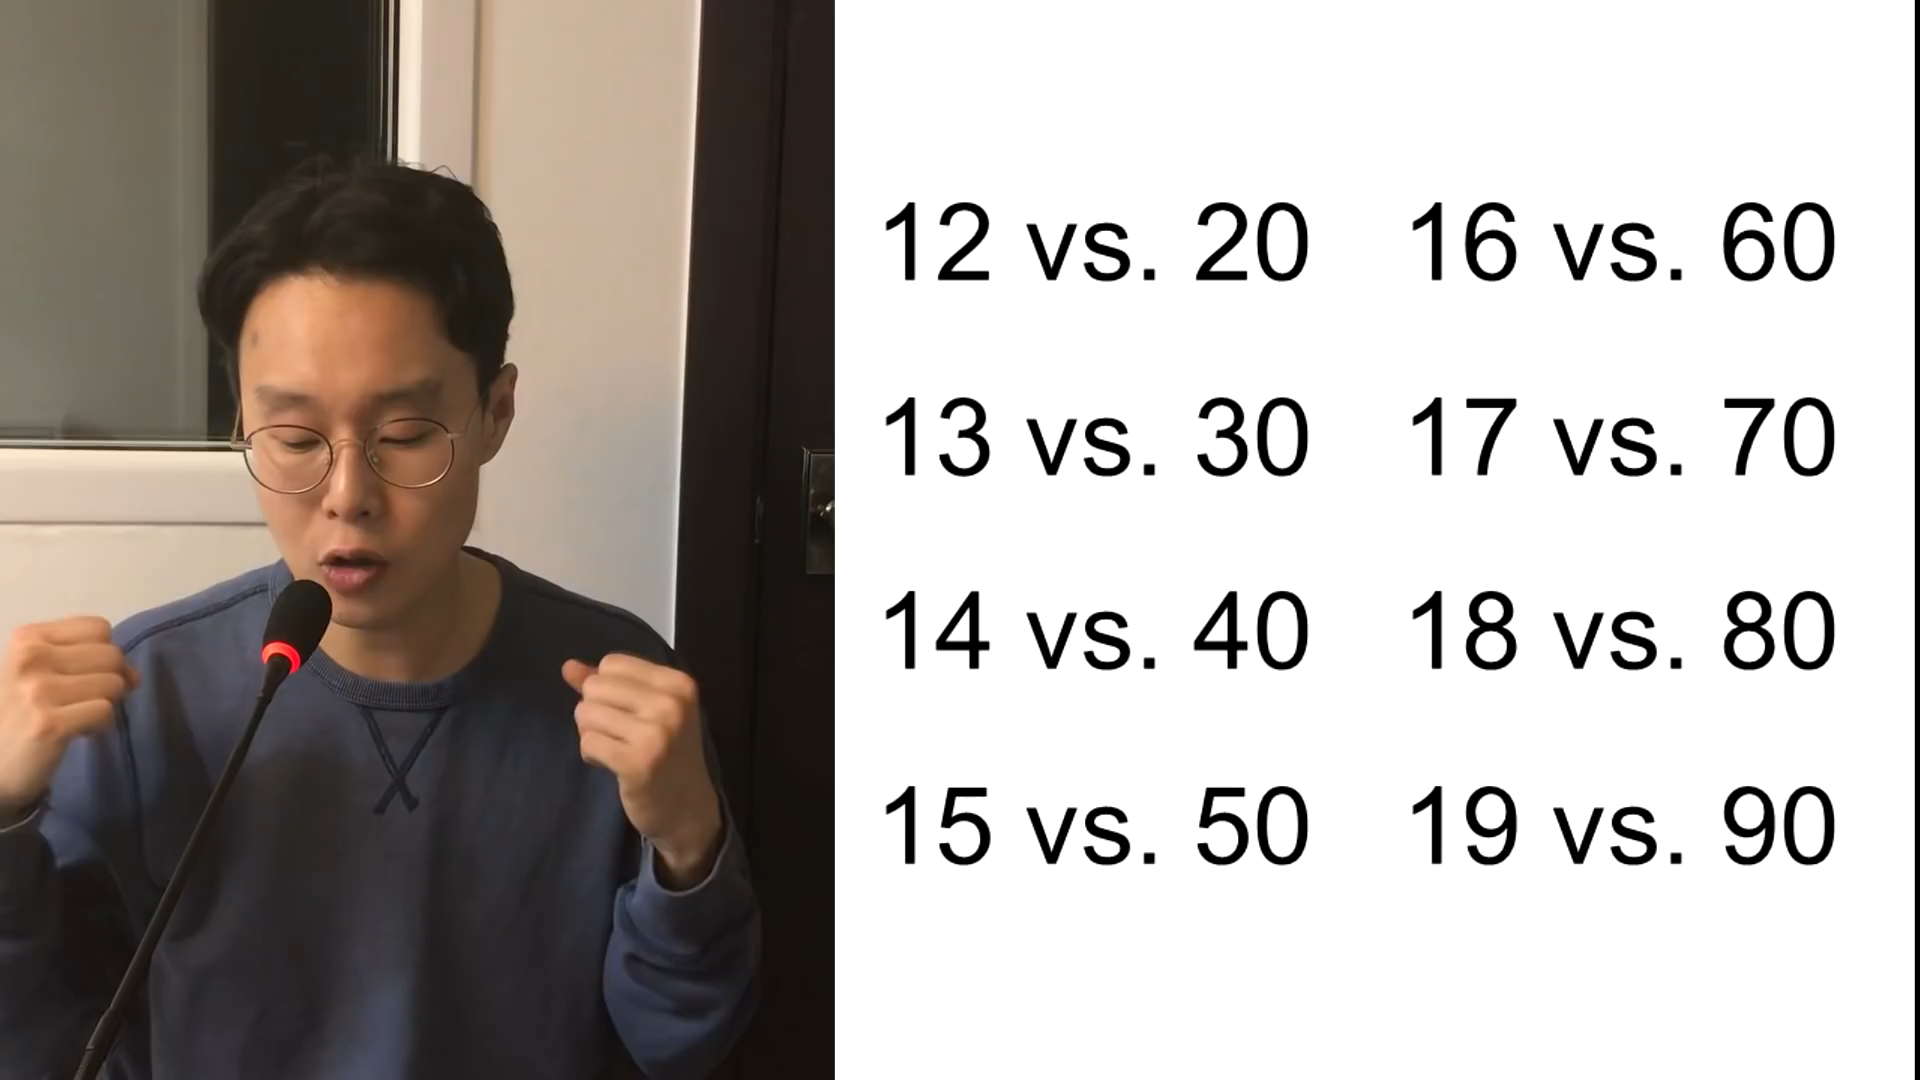 12 vs. 20
13 vs. 30
14 vs. 40
15 vs. 50
16 vs. 60
17 vs. 70
18 vs. 80
19 vs. 90